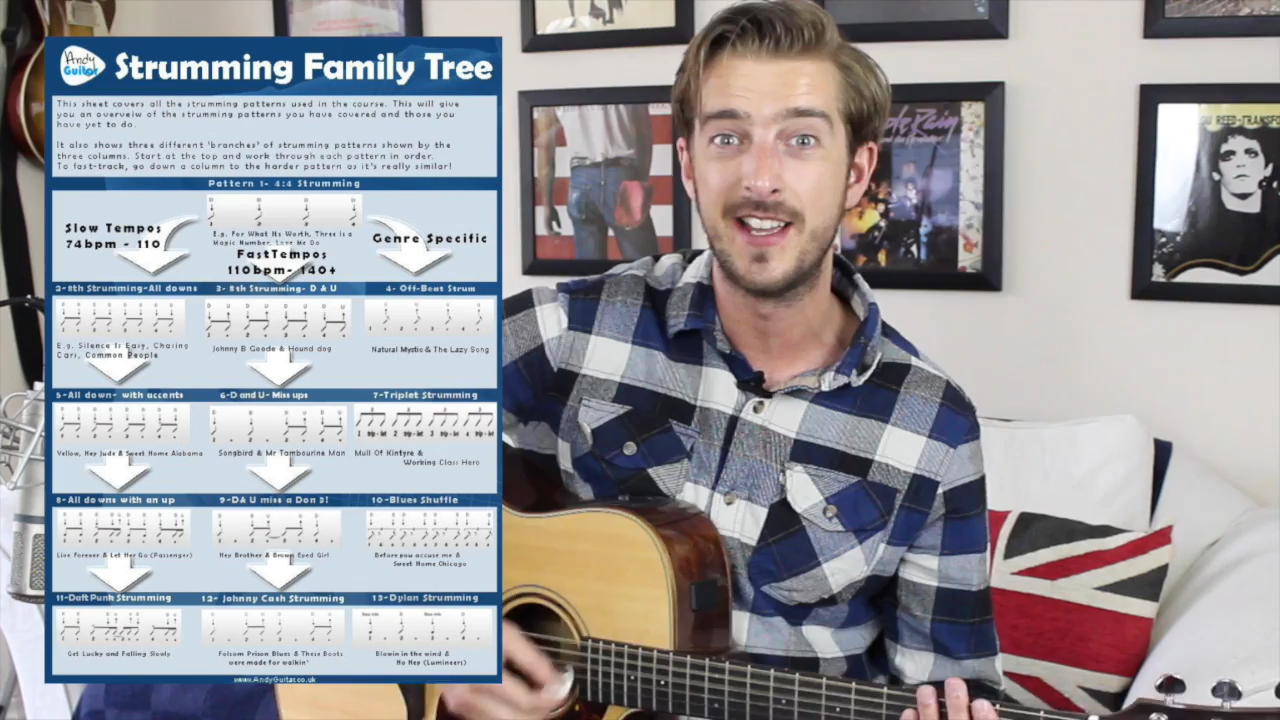 Andy
Guitar
Strumming Family Tree
This sheet covers all the strumming patterns used in the course. This will give
you an overveiw of the strumming patterns you have covered and those you
have yet to do.
It also shows three different 'branches' of strumming patterns shown by the
three columns. Start at the top and work through each pattern in order.
To fast-track, go down a column to the harder pattern as it's really similar!
Pattern 1- 4:4 Strumming
Slow Tempos
74bpm - 110
E.g. For What Its Worth, Three is a
Magic Number, Love Me Do
Fast Tempos
110bpm- 140+
Genre Specific
2-8th Strumming-All downs
3- 8th Strumming- D & U
4- Off-Beat Strum
E.g. Silence Is Easy, Chasing
Cars, Common People
Johnny B Goode & Hound dog
Natural Mystic & The Lazy Song
5-All down- with accents
6-D and U- Miss ups
7-Triplet Strumming
Yellow, Hey Jude & Sweet Home Alabama
Songbird & Mr Tambourine Man
Mull Of Kintyre &
Working Class Hero
8-All downs with an up
9-DA U miss a Don 3!
10-Blues Shuffle
Live Forever & Let Her Go (Passenger)
Hey Brother & Brown Eyed Girl
Before you accuse me &
Sweet Home Chicago
11-Daft Punk Strumming
12- Johnny Cash Strumming
13-Dylan Strumming
Get Lucky and Falling Slowly
Folsom Prison Blues & These Boots
were made for walkin'
Blowin in the wind &
Ho Hey (Lumineers)
www.AndyGuitar.co.uk
Purple Rain
LOU REED-TRANSFO